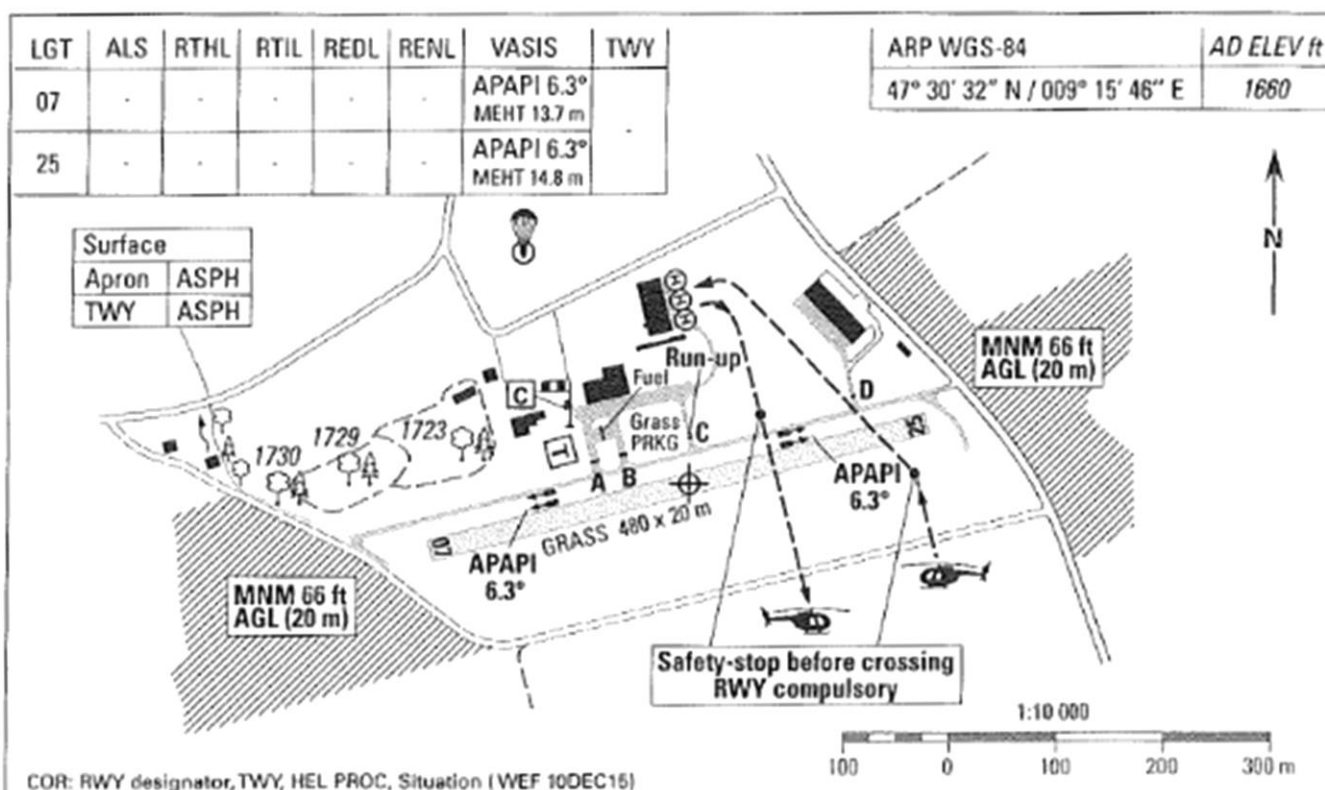 LGT ALS RTHL RTIL REDL RENL VASIS TWY
07 - - - - - APAPI 6.3° -
MEHT 13.7 m
25 - - - - - APAPI 6.3°
MEHT 14.8 m
ARP WGS-84 AD ELEV ft
47° 30' 32" N / 009° 15' 46" E 1660
N
Surface
Apron ASPH
TWY ASPH
H
H
H
Run-up
Fuel
C
Grass
PRKG
C
D
T
A B
1730
1729
1723
MNM 66 ft
AGL (20 m)
25
APAPI
6.3°
07
GRASS 480 x 20 m
APAPI
6.3°
MNM 66 ft
AGL (20 m)
Safety-stop before crossing
RWY compulsory
1:10 000
100 0 100 200 300 m
COR: RWY designator, TWY, HEL PROC, Situation (WEF 10DEC15)